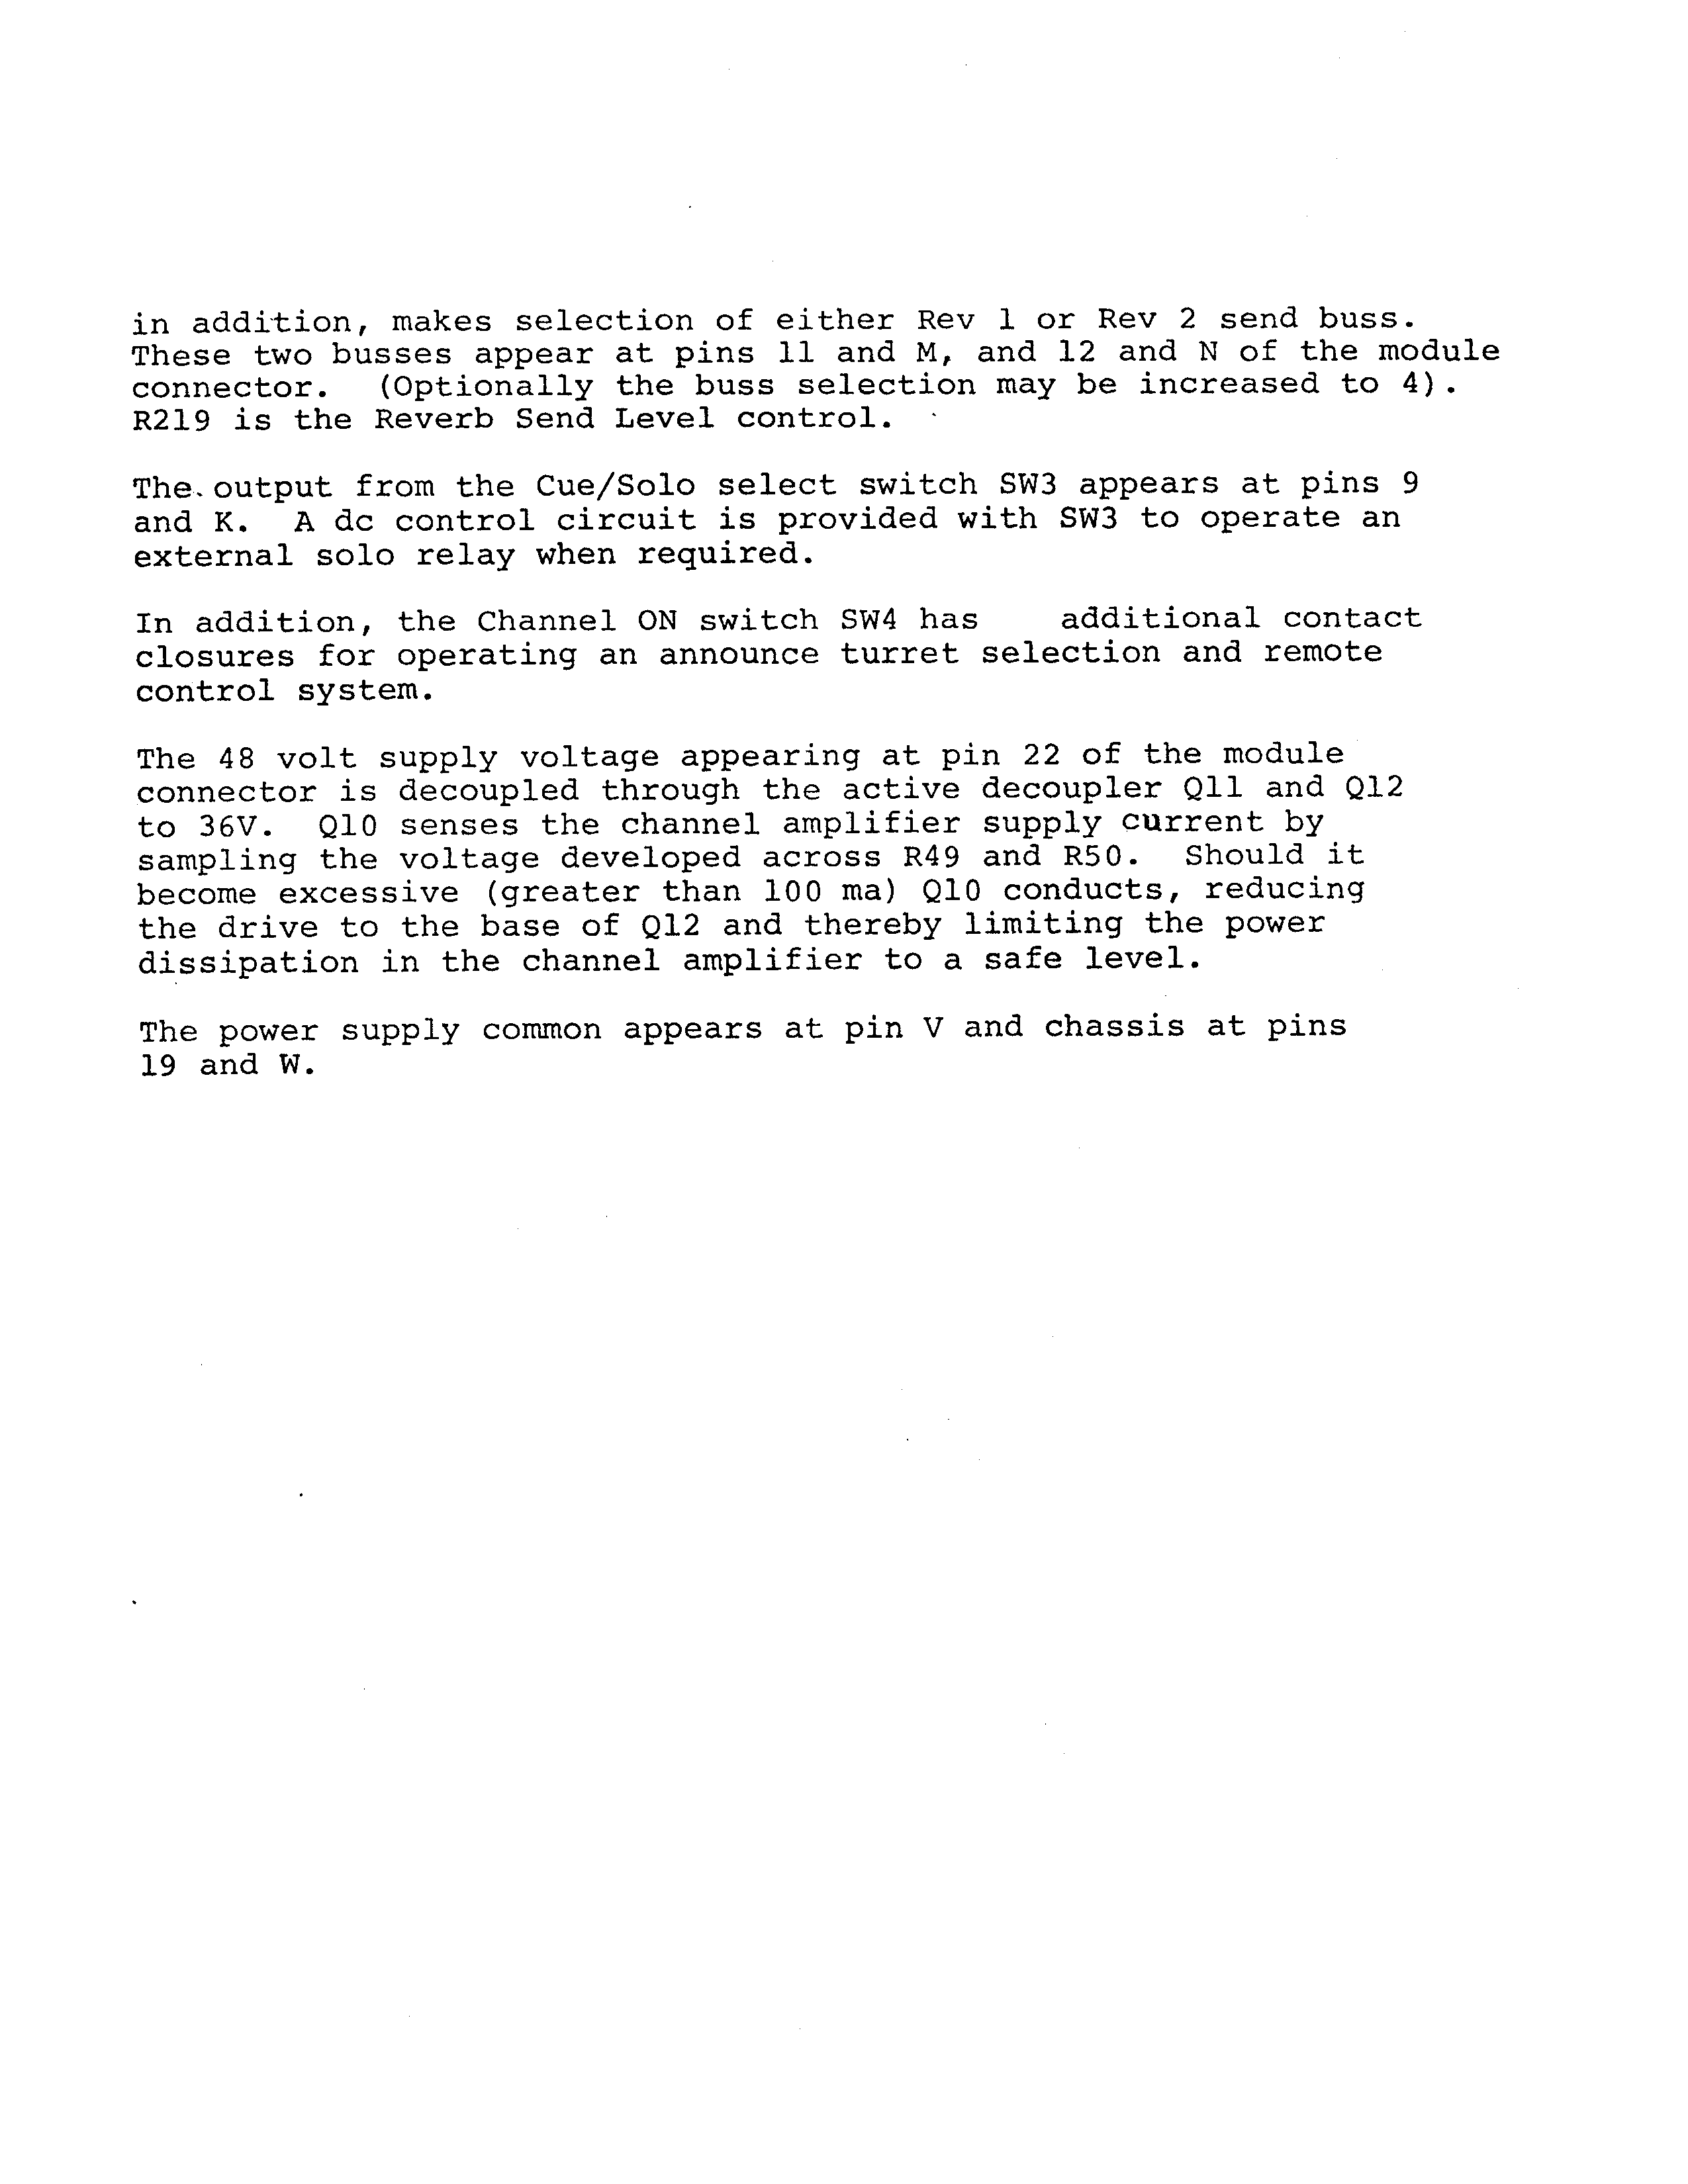 in addition, makes selection of either Rev 1 or Rev 2 send buss.
These two busses appear at pins 11 and M, and 12 and N of the module
connector.  (Optionally the buss selection may be increased to 4).
R219 is the Reverb Send Level control.
The output from the Cue/Solo select switch SW3 appears at pins 9
and K.  A dc control circuit is provided with SW3 to operate an
external solo relay when required.
In addition, the Channel ON switch SW4 has    additional contact
closures for operating an announce turret selection and remote
control system.
The 48 volt supply voltage appearing at pin 22 of the module
connector is decoupled through the active decoupler Q11 and Q12
to 36V.  Q10 senses the channel amplifier supply current by
sampling the voltage developed across R49 and R50.  Should it
become excessive (greater than 100 ma) Q10 conducts, reducing
the drive to the base of Q12 and thereby limiting the power
dissipation in the channel amplifier to a safe level.
The power supply common appears at pin V and chassis at pins
19 and W.